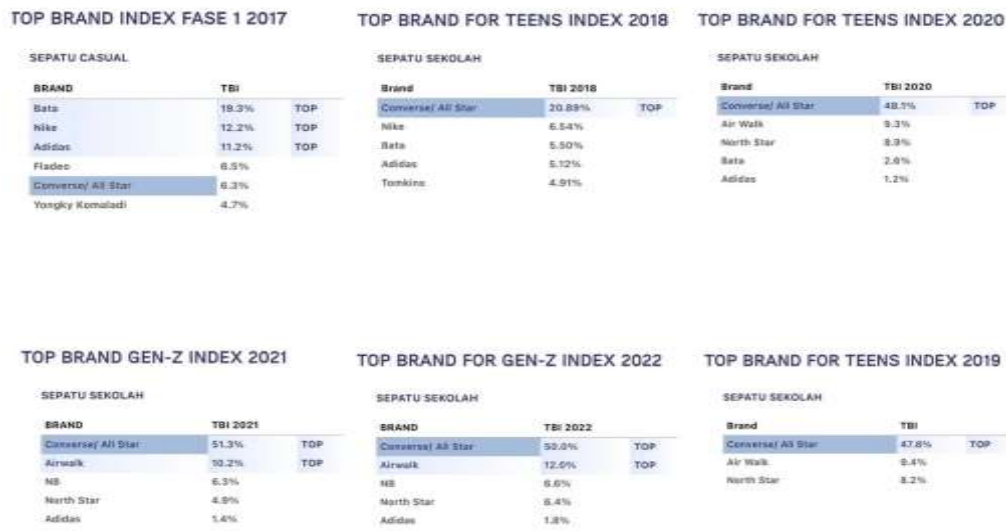 TOP BRAND INDEX FASE 1 2017
SEPATU CASUAL
BRAND TBI
Bata 19.3% TOP
Nike 12.2% TOP
Adidas 11.2% TOP
Fladeo 6.5%
Converse/ All Star 6.3%
Yongky Komaladi 4.7%
TOP BRAND FOR TEENS INDEX 2018
SEPATU SEKOLAH
Brand TBI 2018
Converse/ All Star 20.89% TOP
Nike 6.54%
Bata 5.50%
Adidas 5.12%
Tomkins 4.91%
TOP BRAND FOR TEENS INDEX 2020
SEPATU SEKOLAH
Brand TBI 2020
Converse/ All Star 48.1% TOP
Air Walk 9.3%
North Star 8.9%
Bata 2.6%
Adidas 1.2%
TOP BRAND GEN-Z INDEX 2021
SEPATU SEKOLAH
BRAND TBI 2021
Converse/ All Star 51.3% TOP
Airwalk 10.2% TOP
NB 6.3%
North Star 4.9%
Adidas 1.4%
TOP BRAND FOR GEN-Z INDEX 2022
SEPATU SEKOLAH
BRAND TBI 2022
Converse/ All Star 50.0% TOP
Airwalk 12.0% TOP
NB 6.6%
North Star 6.4%
Adidas 1.8%
TOP BRAND FOR TEENS INDEX 2019
SEPATU SEKOLAH
Brand TBI
Converse/ All Star 47.8% TOP
Air Walk 9.4%
North Star 8.2%